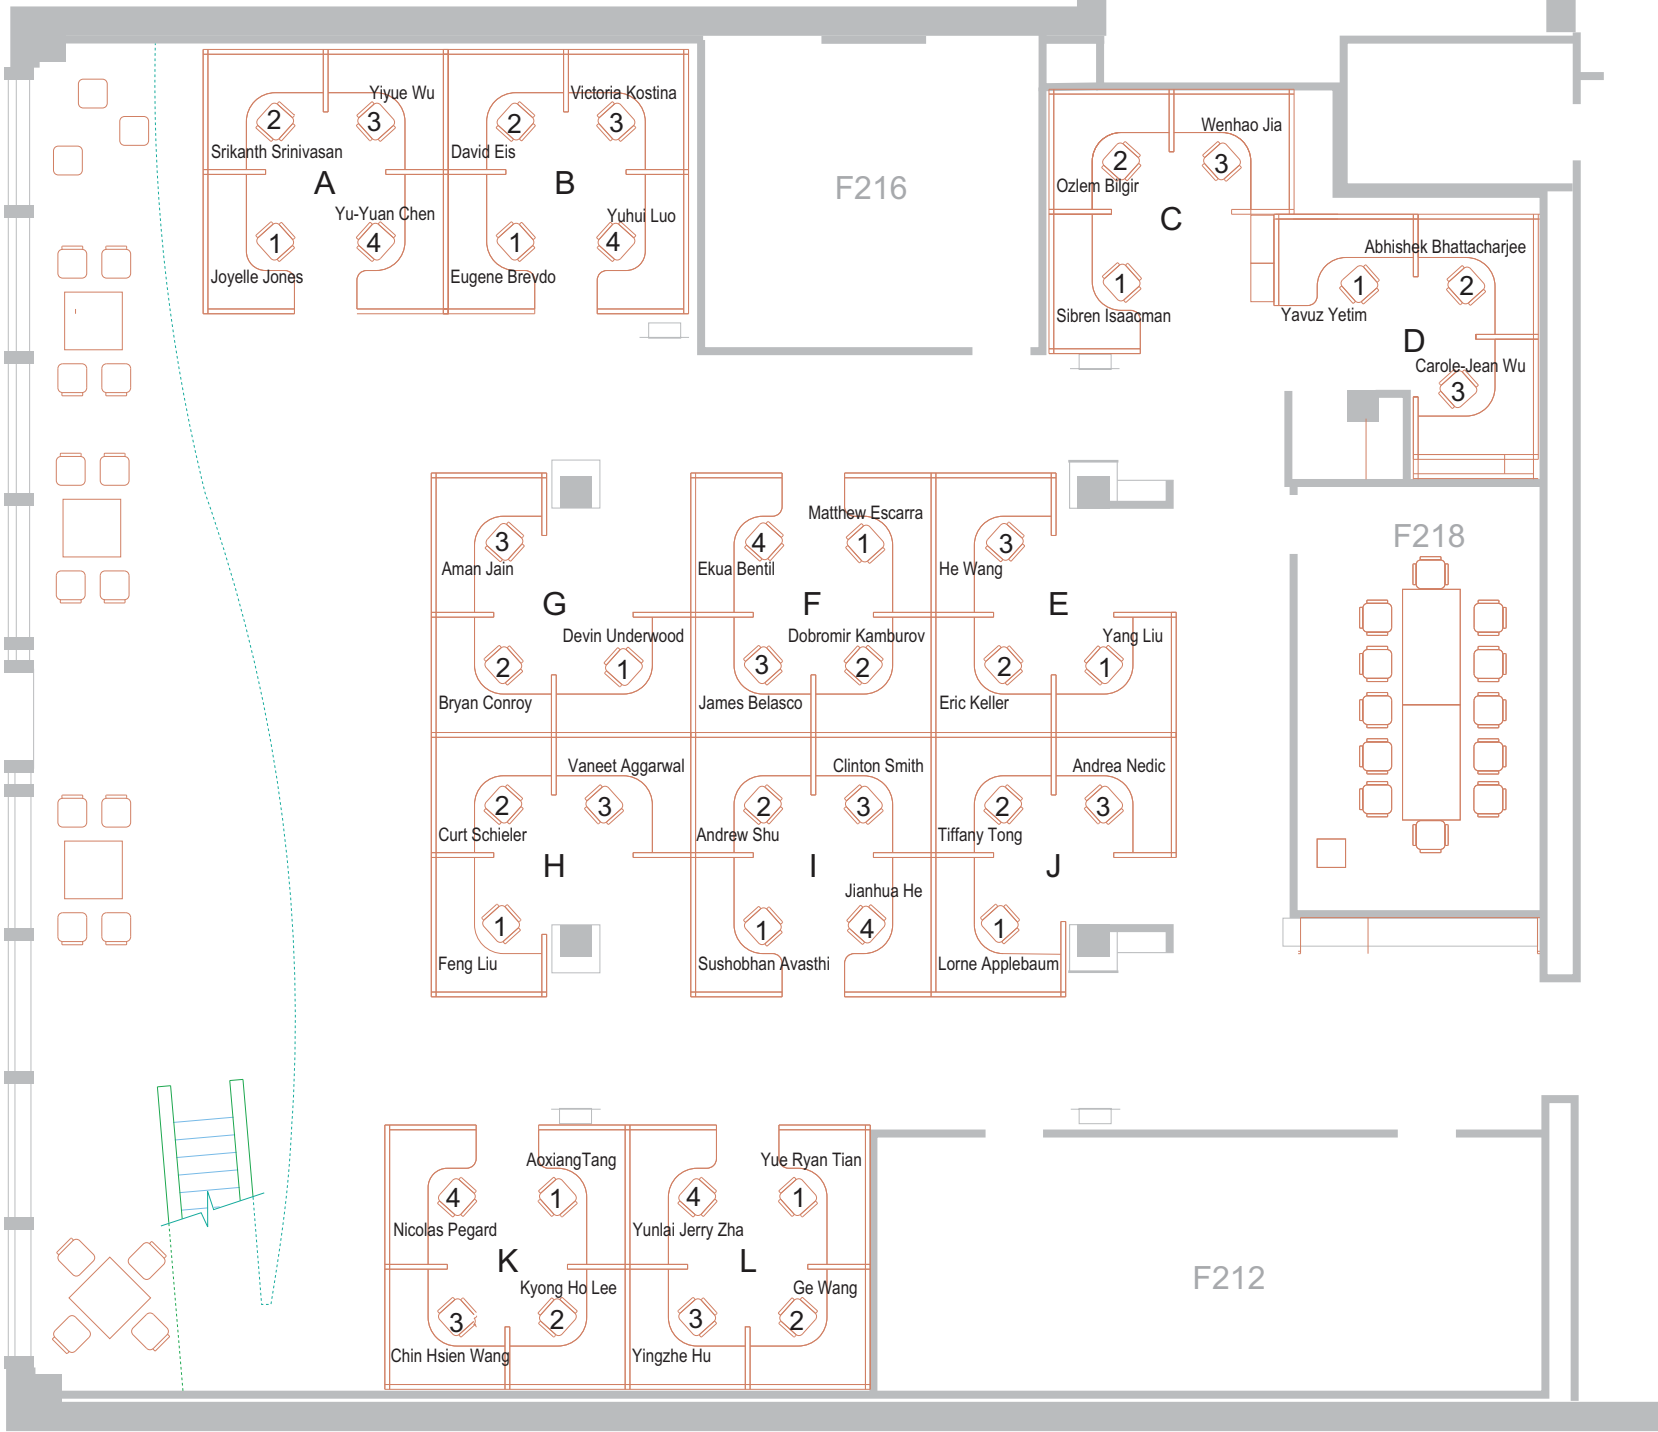 Yiyue Wu
2
3
Srikanth Srinivasan
A
Yu-Yuan Chen
1
4
Joyelle Jones
Victoria Kostina
2
3
David Eis
B
Yuhui Luo
1
4
Eugene Brevdo
F216
Wenhao Jia
2
3
Ozlem Bilgir
C
1
Sibren Isaacman
Abhishek Bhattacharjee
1
2
Yavuz Yetim
D
Carole-Jean Wu
3
3
Aman Jain
G
Devin Underwood
2
1
Bryan Conroy
Matthew Escarra
4
1
Ekua Bentil
F
Dobromir Kamburov
3
2
James Belasco
3
He Wang
E
Yang Liu
2
1
Eric Keller
F218
Vaneet Aggarwal
2
3
Curt Schieler
H
1
Feng Liu
Clinton Smith
2
3
Andrew Shu
I
Jianhua He
1
4
Sushobhan Avasthi
Andrea Nedic
2
3
Tiffany Tong
J
1
Lorne Applebaum
AoxiangTang
4
1
Nicolas Pegard
K
Kyong Ho Lee
3
2
Chin Hsien Wang
Yue Ryan Tian
4
1
Yunlai Jerry Zha
L
Ge Wang
3
2
Yingzhe Hu
F212